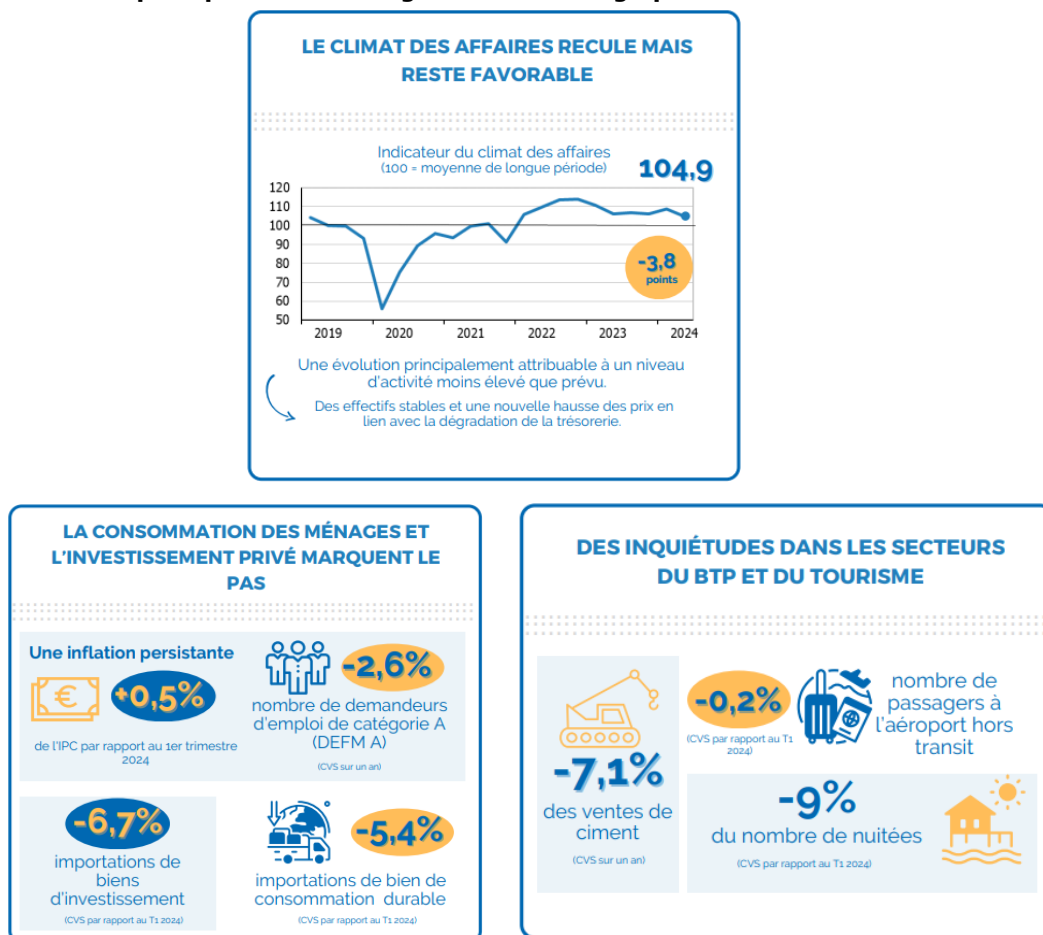 LE CLIMAT DES AFFAIRES RECULE MAIS
RESTE FAVORABLE
Indicateur du climat des affaires
(100 = moyenne de longue période)
104,9
120
110
100
90
80
70
60
50
-3,8
points
2019
2020
2021
2022
2023
2024
Une évolution principalement attribuable à un niveau
d'activité moins élevé que prévu.
Des effectifs stables et une nouvelle hausse des prix en
lien avec la dégradation de la trésorerie.
LA CONSOMMATION DES MÉNAGES ET
L'INVESTISSEMENT PRIVÉ MARQUENT LE
PAS
Une inflation persistante
€
+0,5%
de l'IPC par rapport au 1er trimestre
2024
-2,6%
nombre de demandeurs
d'emploi de catégorie A
(DEFM A)
(CVS sur un an)
-6,7%
importations de
biens
d'investissement
(CVS par rapport au T1 2024)
-5,4%
importations de bien de
consommation durable
(CVS par rapport au T1 2024)
DES INQUIÉTUDES DANS LES SECTEURS
DU BTP ET DU TOURISME
-7,1%
des ventes de
ciment
(CVS sur un an)
-0,2%
(CVS par rapport au T1
2024)
nombre de
passagers à
l'aéroport hors
transit
-9%
du nombre de nuitées
(CVS par rapport au T1 2024)